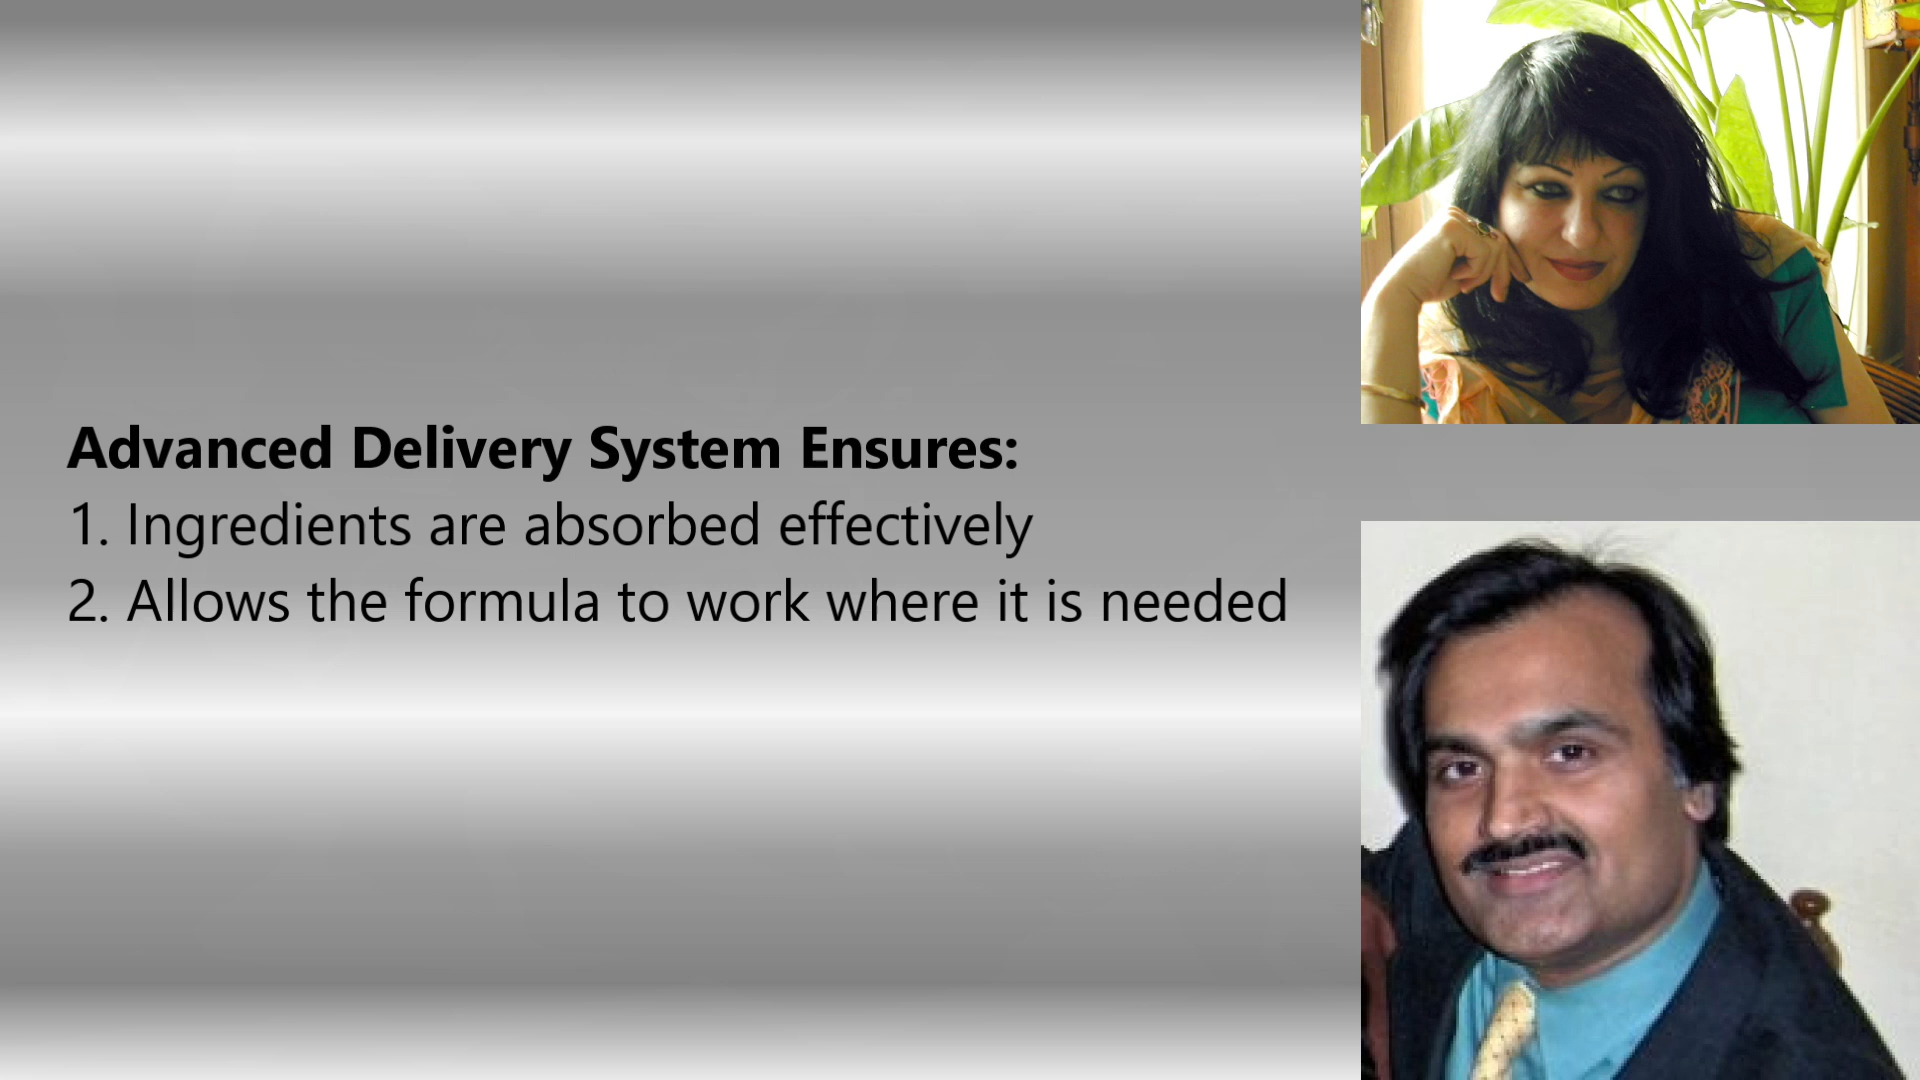 Advanced Delivery System Ensures:
1. Ingredients are absorbed effectively
2. Allows the formula to work where it is needed